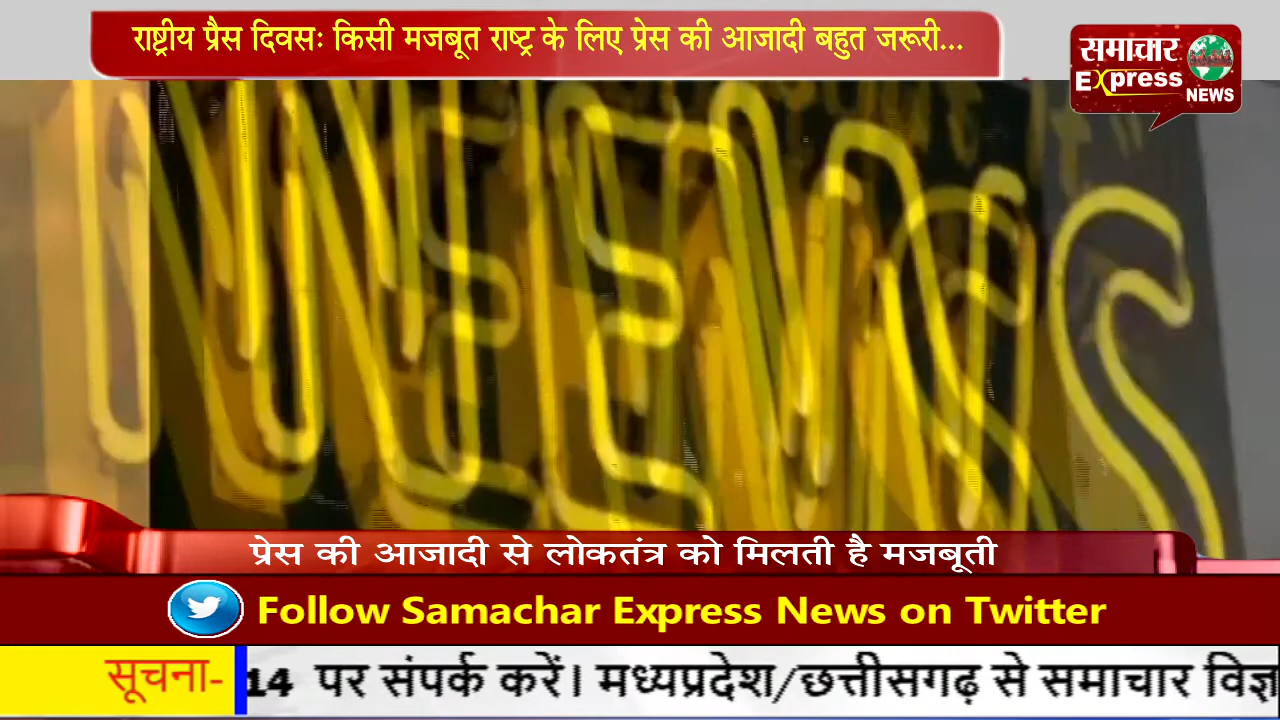 राष्ट्रीय प्रैस दिवसः किसी मजबूत राष्ट्र के लिए प्रेस की आजादी बहुत जरूरी...
समाचार
Express
NEWS
प्रेस की आजादी से लोकतंत्र को मिलती है मजबूती
Follow Samachar Express News on Twitter
सूचना- 14 पर संपर्क करें। मध्यप्रदेश/छत्तीसगढ़ से समाचार विज्ञ